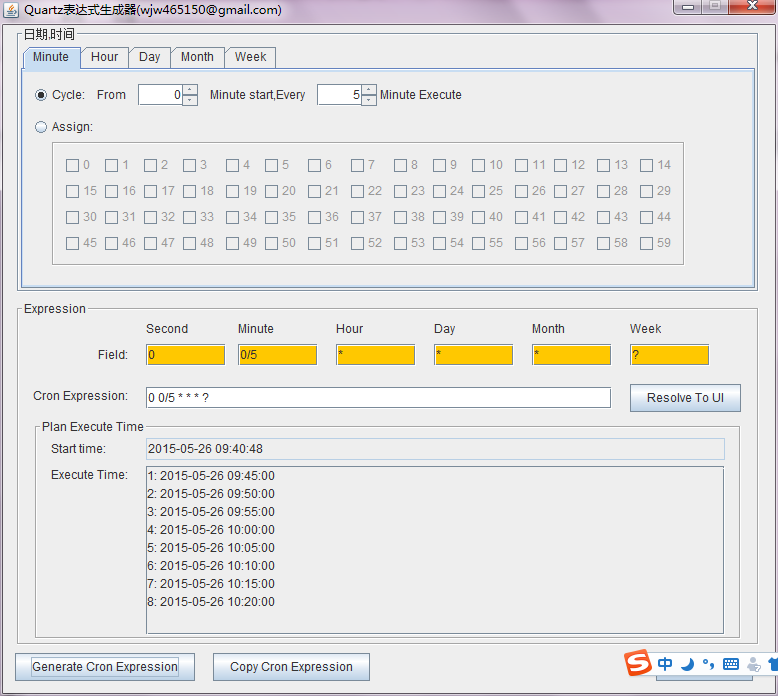 Quartz表达式生成器(wjw465150@gmail.com)
日期,时间
Minute Hour Day Month Week
Cycle: From 0 Minute start,Every 5 Minute Execute
Assign:
0 1 2 3 4 5 6 7 8 9 10 11 12 13 14
15 16 17 18 19 20 21 22 23 24 25 26 27 28 29
30 31 32 33 34 35 36 37 38 39 40 41 42 43 44
45 46 47 48 49 50 51 52 53 54 55 56 57 58 59
Expression
Second Minute Hour Day Month Week
Field: 0 0/5 * * * ?
Cron Expression: 0 0/5 * * * ? Resolve To UI
Plan Execute Time
Start time: 2015-05-26 09:40:48
Execute Time: 1: 2015-05-26 09:45:00
2: 2015-05-26 09:50:00
3: 2015-05-26 09:55:00
4: 2015-05-26 10:00:00
5: 2015-05-26 10:05:00
6: 2015-05-26 10:10:00
7: 2015-05-26 10:15:00
8: 2015-05-26 10:20:00
Generate Cron Expression Copy Cron Expression S 中